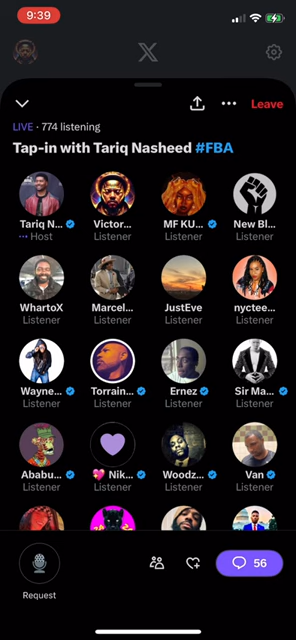 9:39
Leave
LIVE · 774 listening
Tap-in with Tariq Nasheed #FBA
Tariq N... Victor... MF KU... New Bl...
Host Listener Listener Listener
WhartoX Marcel... JustEve nyctee...
Listener Listener Listener Listener
Wayne... Torrain... Ernez Sir Ma...
Listener Listener Listener Listener
Ababu... 💖 Nik... Woodz... Van
Listener Listener Listener Listener
56
Request